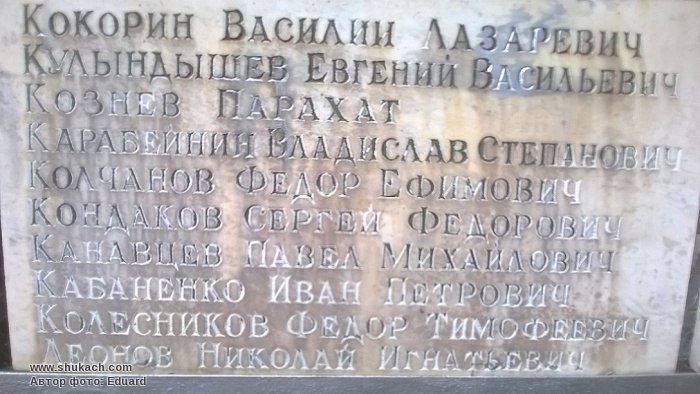 Кокорин Василий Лазаревич
Кулындышев Евгений Васильевич
Кознев Парахат
Карабейнин Владислав Степанович
Колчанов Федор Ефимович
Кондаков Сергей Федорович
Канавцев Павел Михайлович
Кабаненко Иван Петрович
Колесников Федор Тимофеевич
Леонов Николай Игнатьевич
www.shukach.com
Автор фото: Eduard